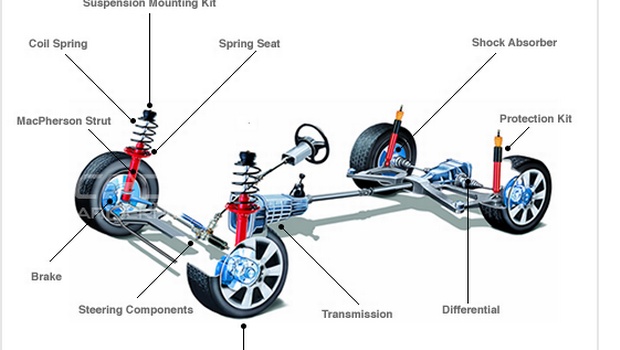 Suspension Mounting Kit
Coil Spring
Spring Seat
Shock Absorber
MacPherson Strut
Protection Kit
Brake
Steering Components
Transmission
Differential